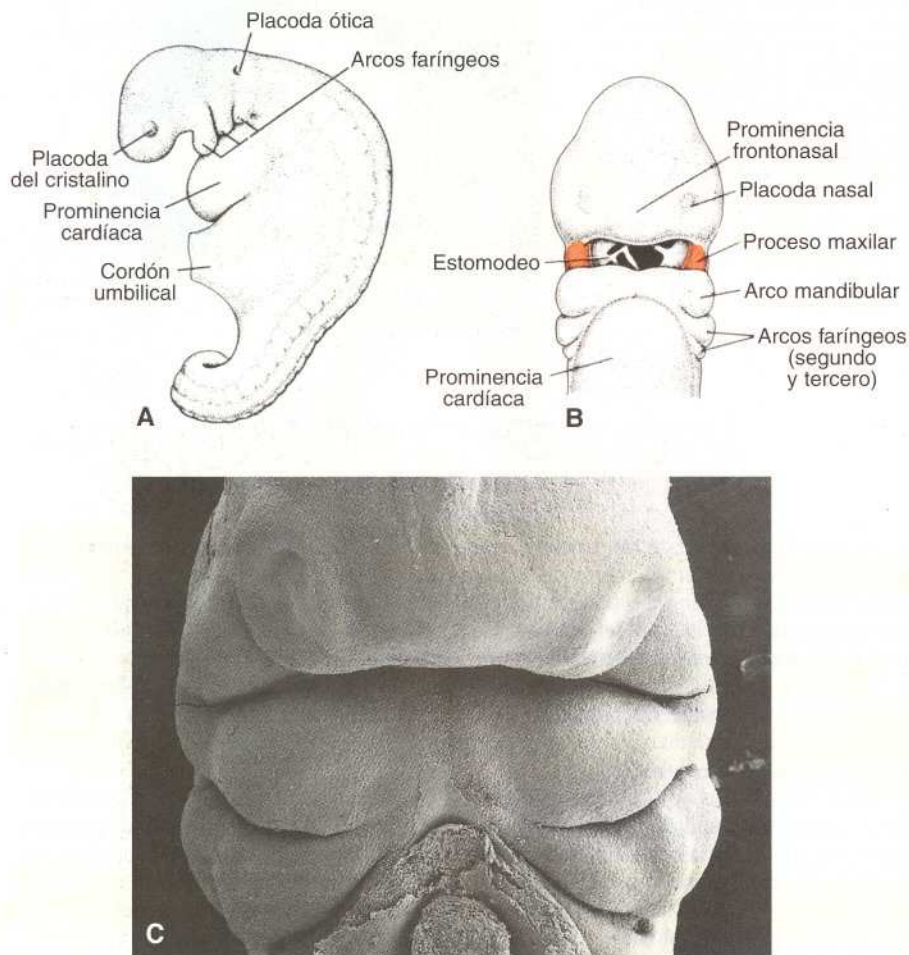 Placoda ótica
Arcos faríngeos
Placoda
del cristalino
Prominencia
cardíaca
Cordón
umbilical
A
Prominencia
frontonasal
Placoda nasal
Estomodeo
Proceso maxilar
Arco mandibular
Arcos faríngeos
(segundo
y tercero)
Prominencia
cardíaca
B
C